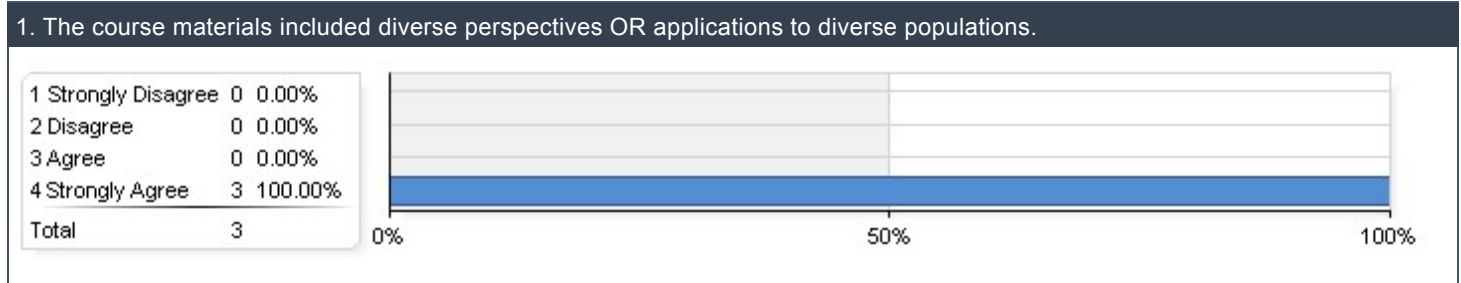 1. The course materials included diverse perspectives OR applications to diverse populations.
1 Strongly Disagree 0 0.00%
2 Disagree 0 0.00%
3 Agree 0 0.00%
4 Strongly Agree 3 100.00%
Total 3
0% 50% 100%